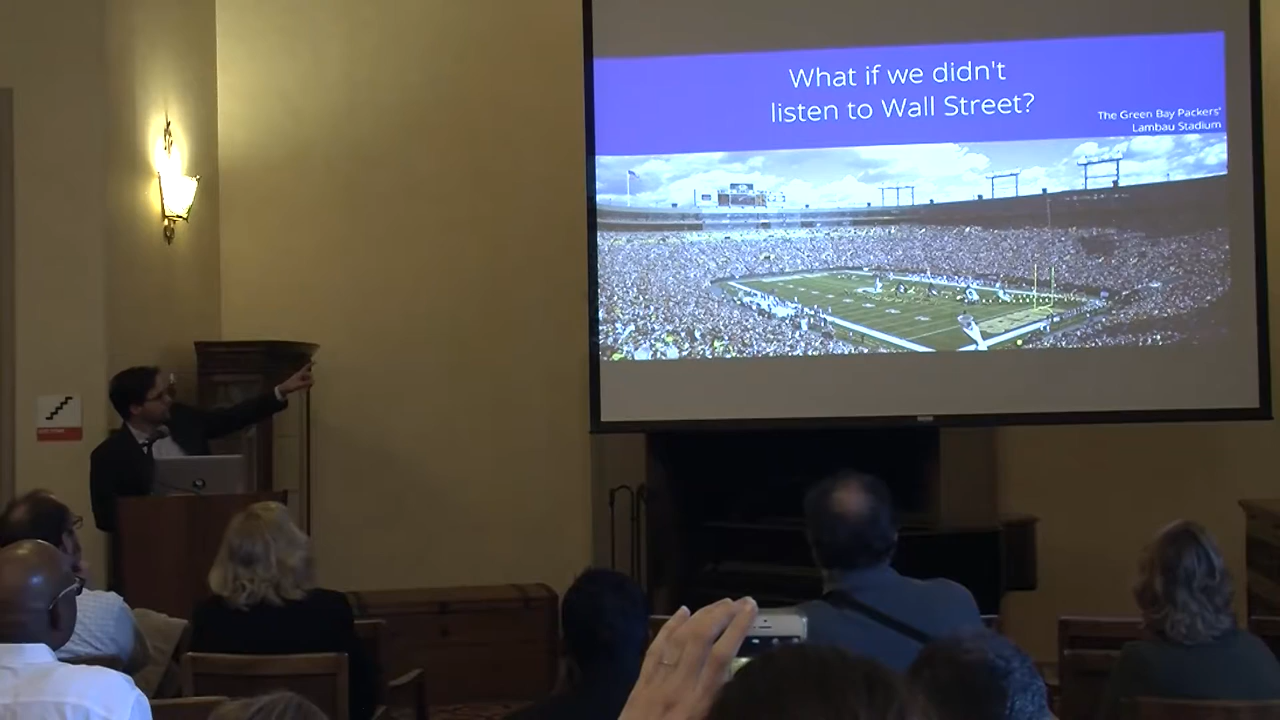 What if we didn't
listen to Wall Street?
The Green Bay Packers'
Lambau Stadium